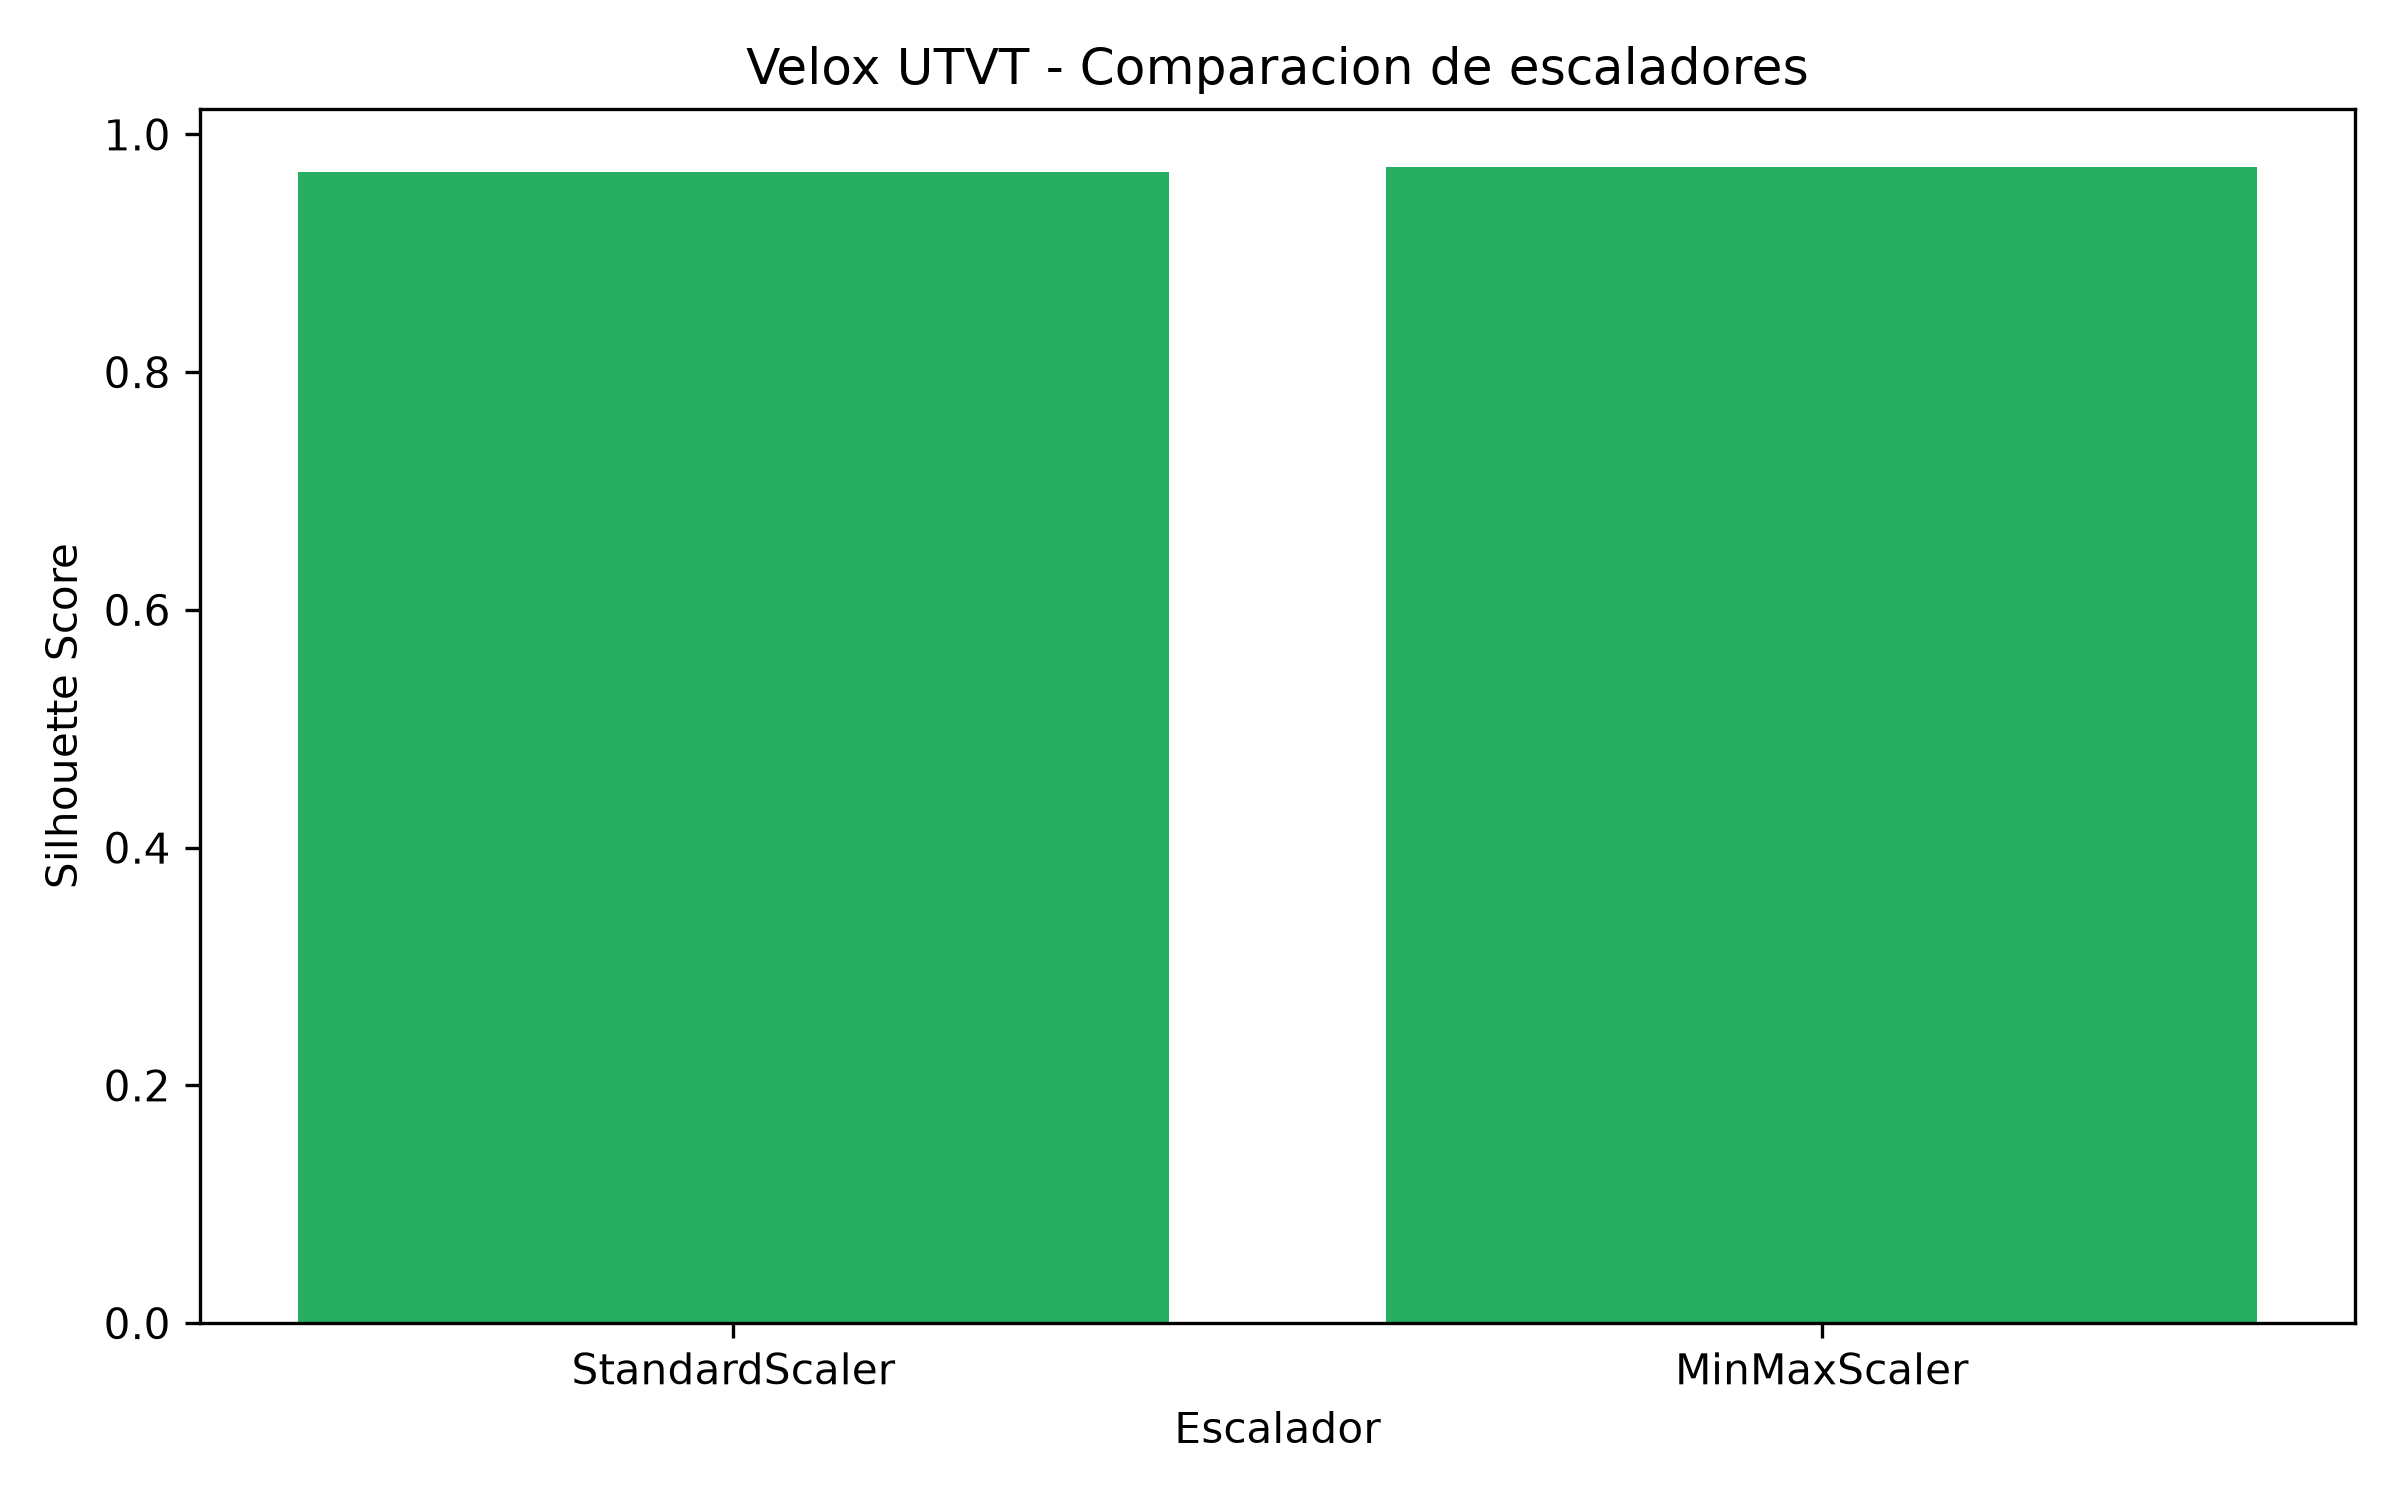 Velox UTVT - Comparacion de escaladores
Silhouette Score
1.0
0.8
0.6
0.4
0.2
0.0
StandardScaler
MinMaxScaler
Escalador